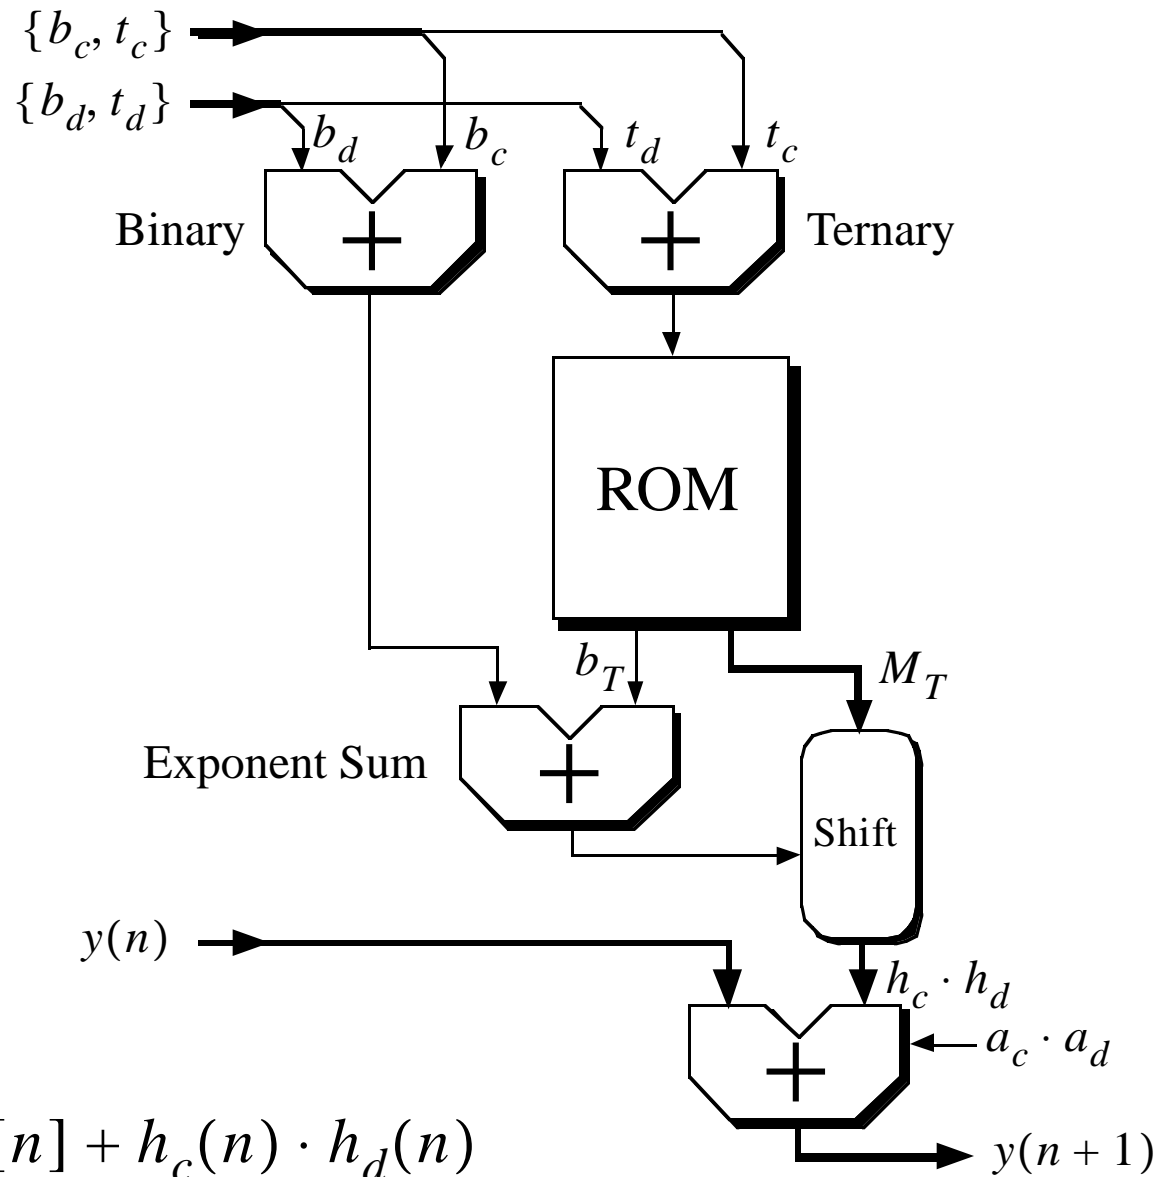 {b_c, t_c}
{b_d, t_d}
b_d
b_c
t_d
t_c
Binary
+
+
Ternary
ROM
b_T
M_T
Exponent Sum
+
Shift
y(n)
h_c · h_d
a_c · a_d
+
[n] + h_c(n) · h_d(n)
y(n + 1)